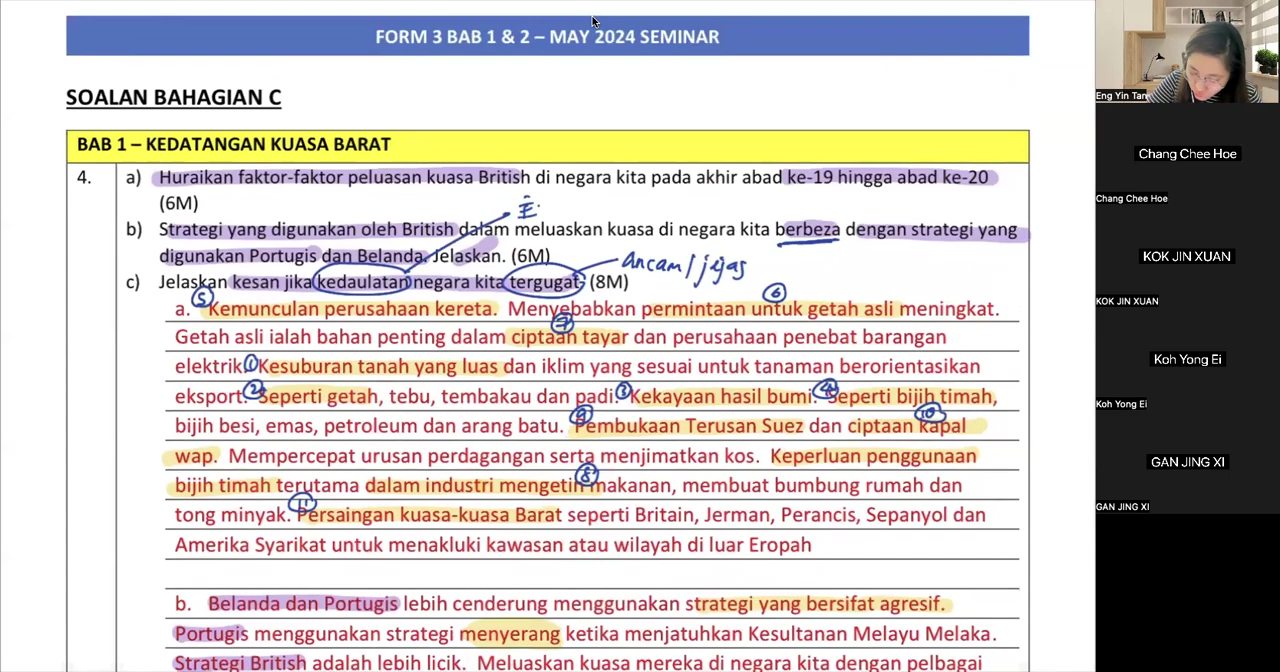 FORM 3 BAB 1 & 2 – MAY 2024 SEMINAR
SOALAN BAHAGIAN C
BAB 1 – KEDATANGAN KUASA BARAT
4. a) Huraikan faktor-faktor peluasan kuasa British di negara kita pada akhir abad ke-19 hingga abad ke-20
(6M)
b) Strategi yang digunakan oleh British dalam meluaskan kuasa di negara kita berbeza dengan strategi yang
digunakan Portugis dan Belanda. Jelaskan. (6M)
Ancam/jejas
c) Jelaskan kesan jika kedaulatan negara kita tergugat. (8M)
a. ⑤ Kemunculan perusahaan kereta. Menyebabkan permintaan untuk getah asli meningkat. ⑥
Getah asli ialah bahan penting dalam ciptaan tayar dan perusahaan penebat barangan ⑦
elektrik. ① Kesuburan tanah yang luas dan iklim yang sesuai untuk tanaman berorientasikan
eksport. ② Seperti getah, tebu, tembakau dan padi. ③ Kekayaan hasil bumi. ④ Seperti bijih timah,
bijih besi, emas, petroleum dan arang batu. ⑨ Pembukaan Terusan Suez dan ciptaan kapal ⑩
wap. Mempercepat urusan perdagangan serta menjimatkan kos. Keperluan penggunaan
bijih timah terutama dalam industri mengetin makanan, membuat bumbung rumah dan ⑧
tong minyak. ⑪ Persaingan kuasa-kuasa Barat seperti Britain, Jerman, Perancis, Sepanyol dan
Amerika Syarikat untuk menakluki kawasan atau wilayah di luar Eropah
b. Belanda dan Portugis lebih cenderung menggunakan strategi yang bersifat agresif.
Portugis menggunakan strategi menyerang ketika menjatuhkan Kesultanan Melayu Melaka.
Strategi British adalah lebih licik. Meluaskan kuasa mereka di negara kita dengan pelbagai
Eng Yin Tan
Chang Chee Hoe
Chang Chee Hoe
KOK JIN XUAN
KOK JIN XUAN
Koh Yong Ei
Koh Yong Ei
GAN JING XI
GAN JING XI